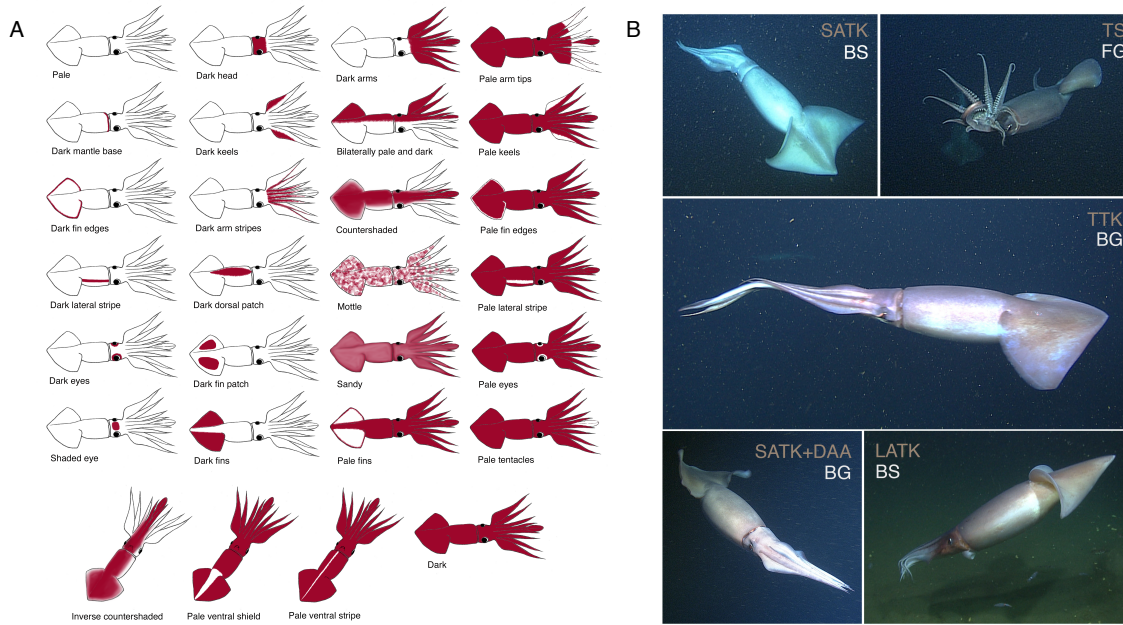 A
Pale
Dark head
Dark arms
Pale arm tips
Dark mantle base
Dark keels
Bilaterally pale and dark
Pale keels
Dark fin edges
Dark arm stripes
Countershaded
Pale fin edges
Dark lateral stripe
Dark dorsal patch
Mottle
Pale lateral stripe
Dark eyes
Dark fin patch
Sandy
Pale eyes
Shaded eye
Dark fins
Pale fins
Pale tentacles
Inverse countershaded
Pale ventral shield
Pale ventral stripe
Dark
B
SATK
BS
TS
FG
TTK
BG
SATK+DAA
BG
LATK
BS